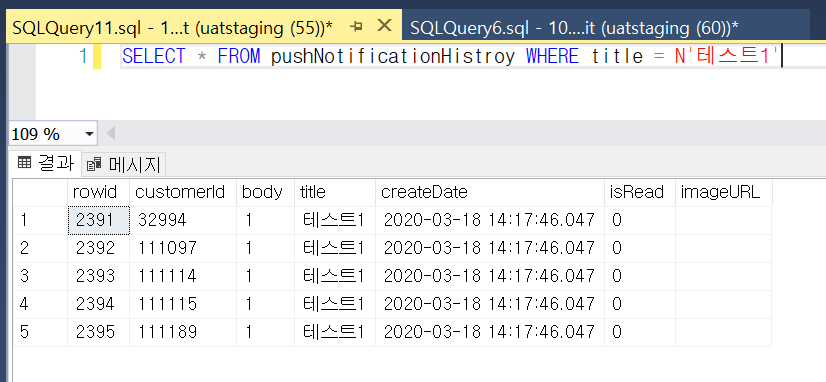 SQLQuery11.sql - 1...t (uatstaging (55))* SQLQuery6.sql - 10....it (uatstaging (60))*
1 SELECT * FROM pushNotificationHistroy WHERE title = N'테스트1'
109 %
결과 메시지
rowid customerId body title createDate isRead imageURL
1 2391 32994 1 테스트1 2020-03-18 14:17:46.047 0
2 2392 111097 1 테스트1 2020-03-18 14:17:46.047 0
3 2393 111114 1 테스트1 2020-03-18 14:17:46.047 0
4 2394 111115 1 테스트1 2020-03-18 14:17:46.047 0
5 2395 111189 1 테스트1 2020-03-18 14:17:46.047 0